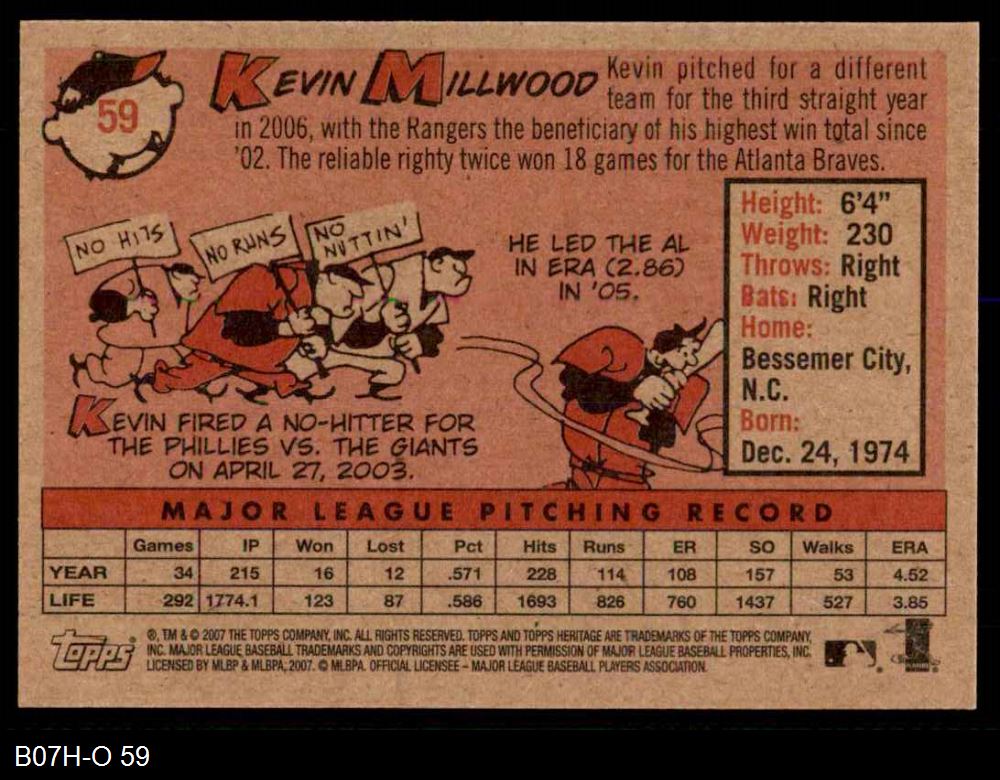 59
KEVIN MILLWOOD
Kevin pitched for a different
team for the third straight year
in 2006, with the Rangers the beneficiary of his highest win total since
'02. The reliable righty twice won 18 games for the Atlanta Braves.
NO HITS
NO RUNS
NO
NUTTIN'
KEVIN FIRED A NO-HITTER FOR
THE PHILLIES VS. THE GIANTS
ON APRIL 27, 2003.
HE LED THE AL
IN ERA (2.86)
IN '05.
Height: 6'4"
Weight: 230
Throws: Right
Bats: Right
Home:
Bessemer City,
N.C.
Born:
Dec. 24, 1974
MAJOR LEAGUE PITCHING RECORD
Games IP Won Lost Pct Hits Runs ER SO Walks ERA
YEAR 34 215 16 12 .571 228 114 108 157 53 4.52
LIFE 292 1774.1 123 87 .586 1693 826 760 1437 527 3.85
Topps
®, TM & © 2007 THE TOPPS COMPANY, INC. ALL RIGHTS RESERVED. TOPPS AND TOPPS HERITAGE ARE TRADEMARKS OF THE TOPPS COMPANY,
INC. MAJOR LEAGUE BASEBALL TRADEMARKS AND COPYRIGHTS ARE USED WITH PERMISSION OF MAJOR LEAGUE BASEBALL PROPERTIES, INC.
LICENSED BY MLBP & MLBPA, 2007. © MLBPA. OFFICIAL LICENSEE – MAJOR LEAGUE BASEBALL PLAYERS ASSOCIATION.
B07H-O 59